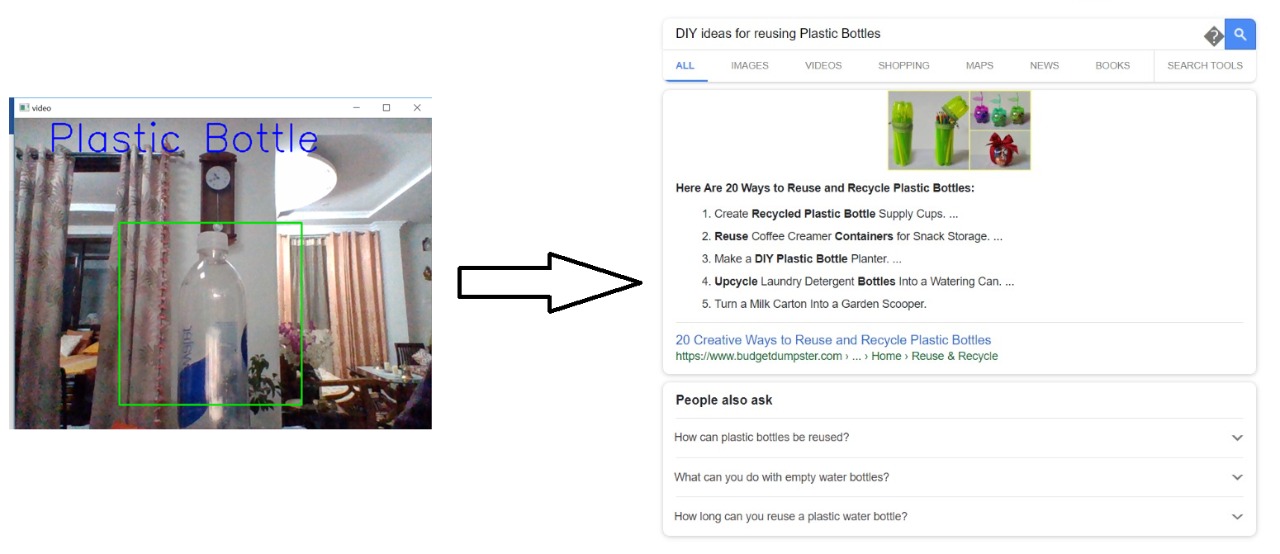 video
Plastic Bottle
DIY ideas for reusing Plastic Bottles
ALL IMAGES VIDEOS SHOPPING MAPS NEWS BOOKS SEARCH TOOLS
Here Are 20 Ways to Reuse and Recycle Plastic Bottles:
1. Create Recycled Plastic Bottle Supply Cups. ...
2. Reuse Coffee Creamer Containers for Snack Storage. ...
3. Make a DIY Plastic Bottle Planter. ...
4. Upcycle Laundry Detergent Bottles Into a Watering Can. ...
5. Turn a Milk Carton Into a Garden Scooper.
20 Creative Ways to Reuse and Recycle Plastic Bottles
https://www.budgetdumpster.com › ... › Home › Reuse & Recycle
People also ask
How can plastic bottles be reused?
What can you do with empty water bottles?
How long can you reuse a plastic water bottle?